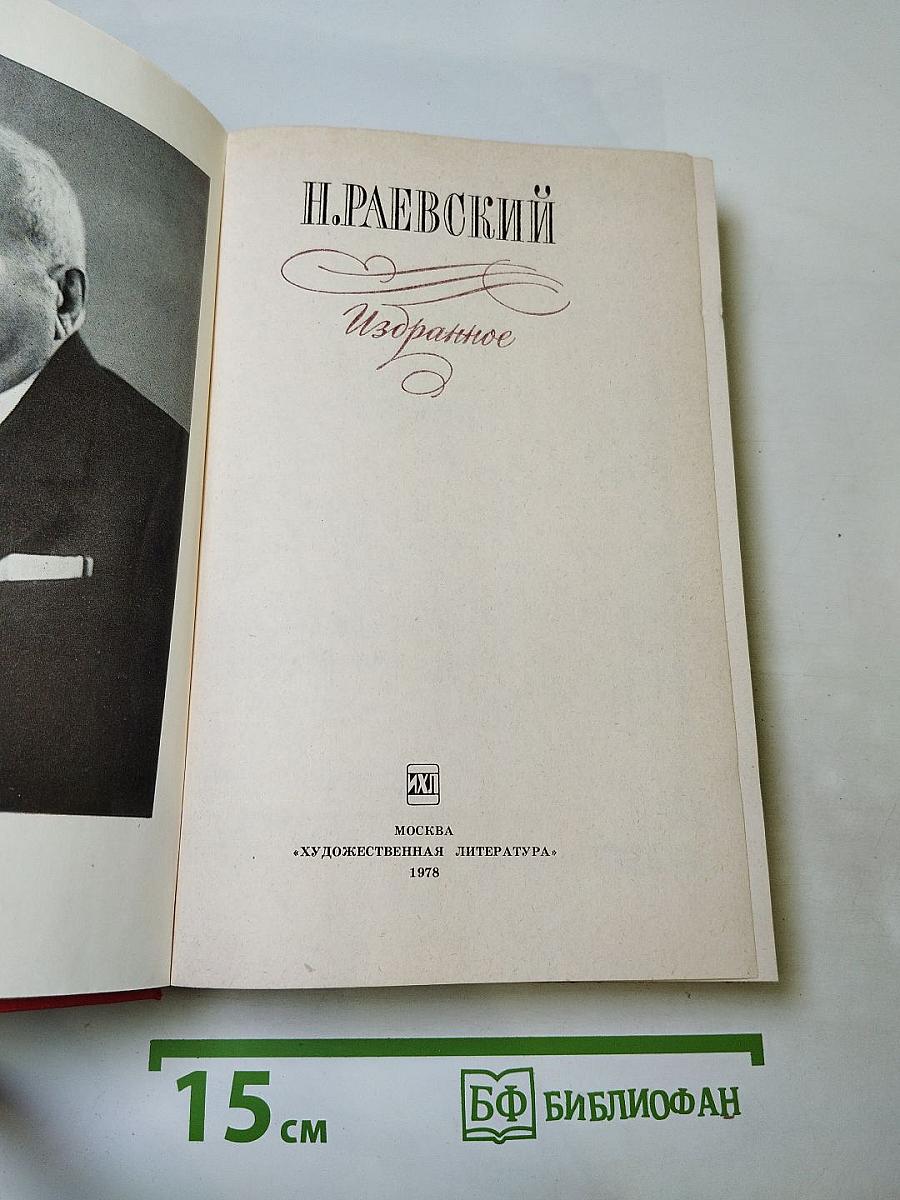 Н.РАЕВСКИЙ
Избранное
ИХЛ
МОСКВА
«ХУДОЖЕСТВЕННАЯ ЛИТЕРАТУРА»
1978
15 см
БФ БИБЛИОФАН